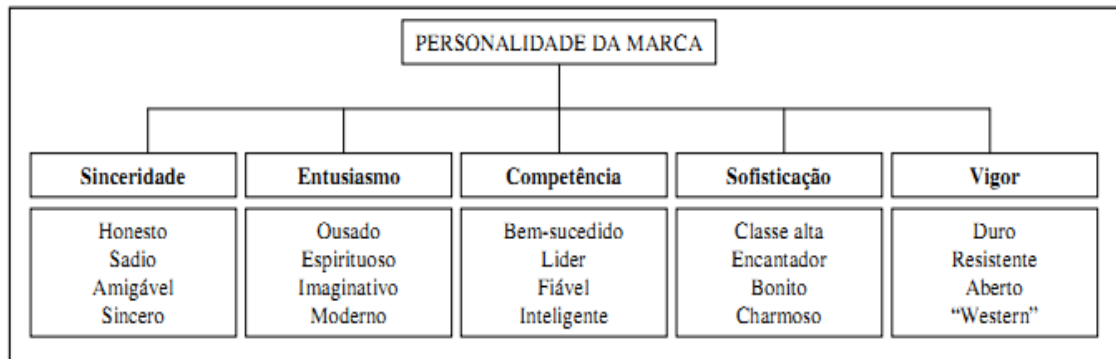 PERSONALIDADE DA MARCA
Sinceridade
Honesto
Sadio
Amigável
Sincero
Entusiasmo
Ousado
Espirituoso
Imaginativo
Moderno
Competência
Bem-sucedido
Lider
Fiável
Inteligente
Sofisticação
Classe alta
Encantador
Bonito
Charmoso
Vigor
Duro
Resistente
Aberto
“Western”